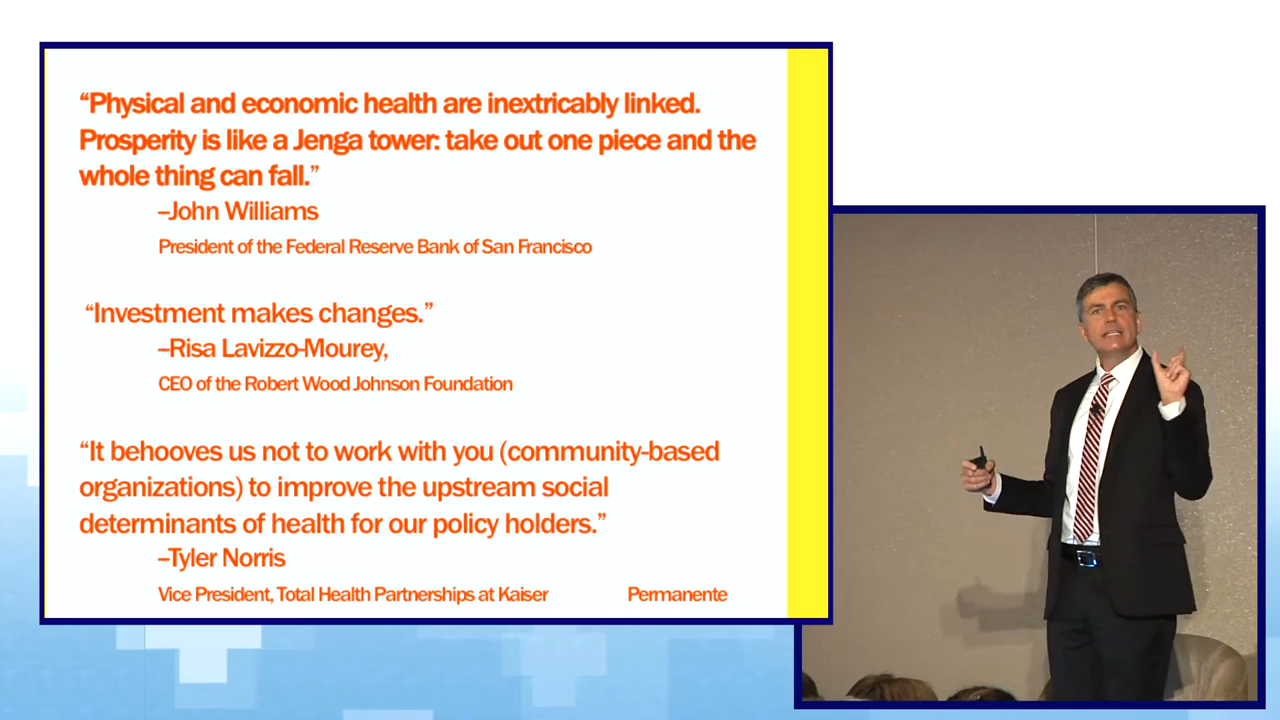 “Physical and economic health are inextricably linked.
Prosperity is like a Jenga tower: take out one piece and the
whole thing can fall.”
–John Williams
President of the Federal Reserve Bank of San Francisco
“Investment makes changes.”
–Risa Lavizzo-Mourey,
CEO of the Robert Wood Johnson Foundation
“It behooves us not to work with you (community-based
organizations) to improve the upstream social
determinants of health for our policy holders.”
–Tyler Norris
Vice President, Total Health Partnerships at Kaiser Permanente